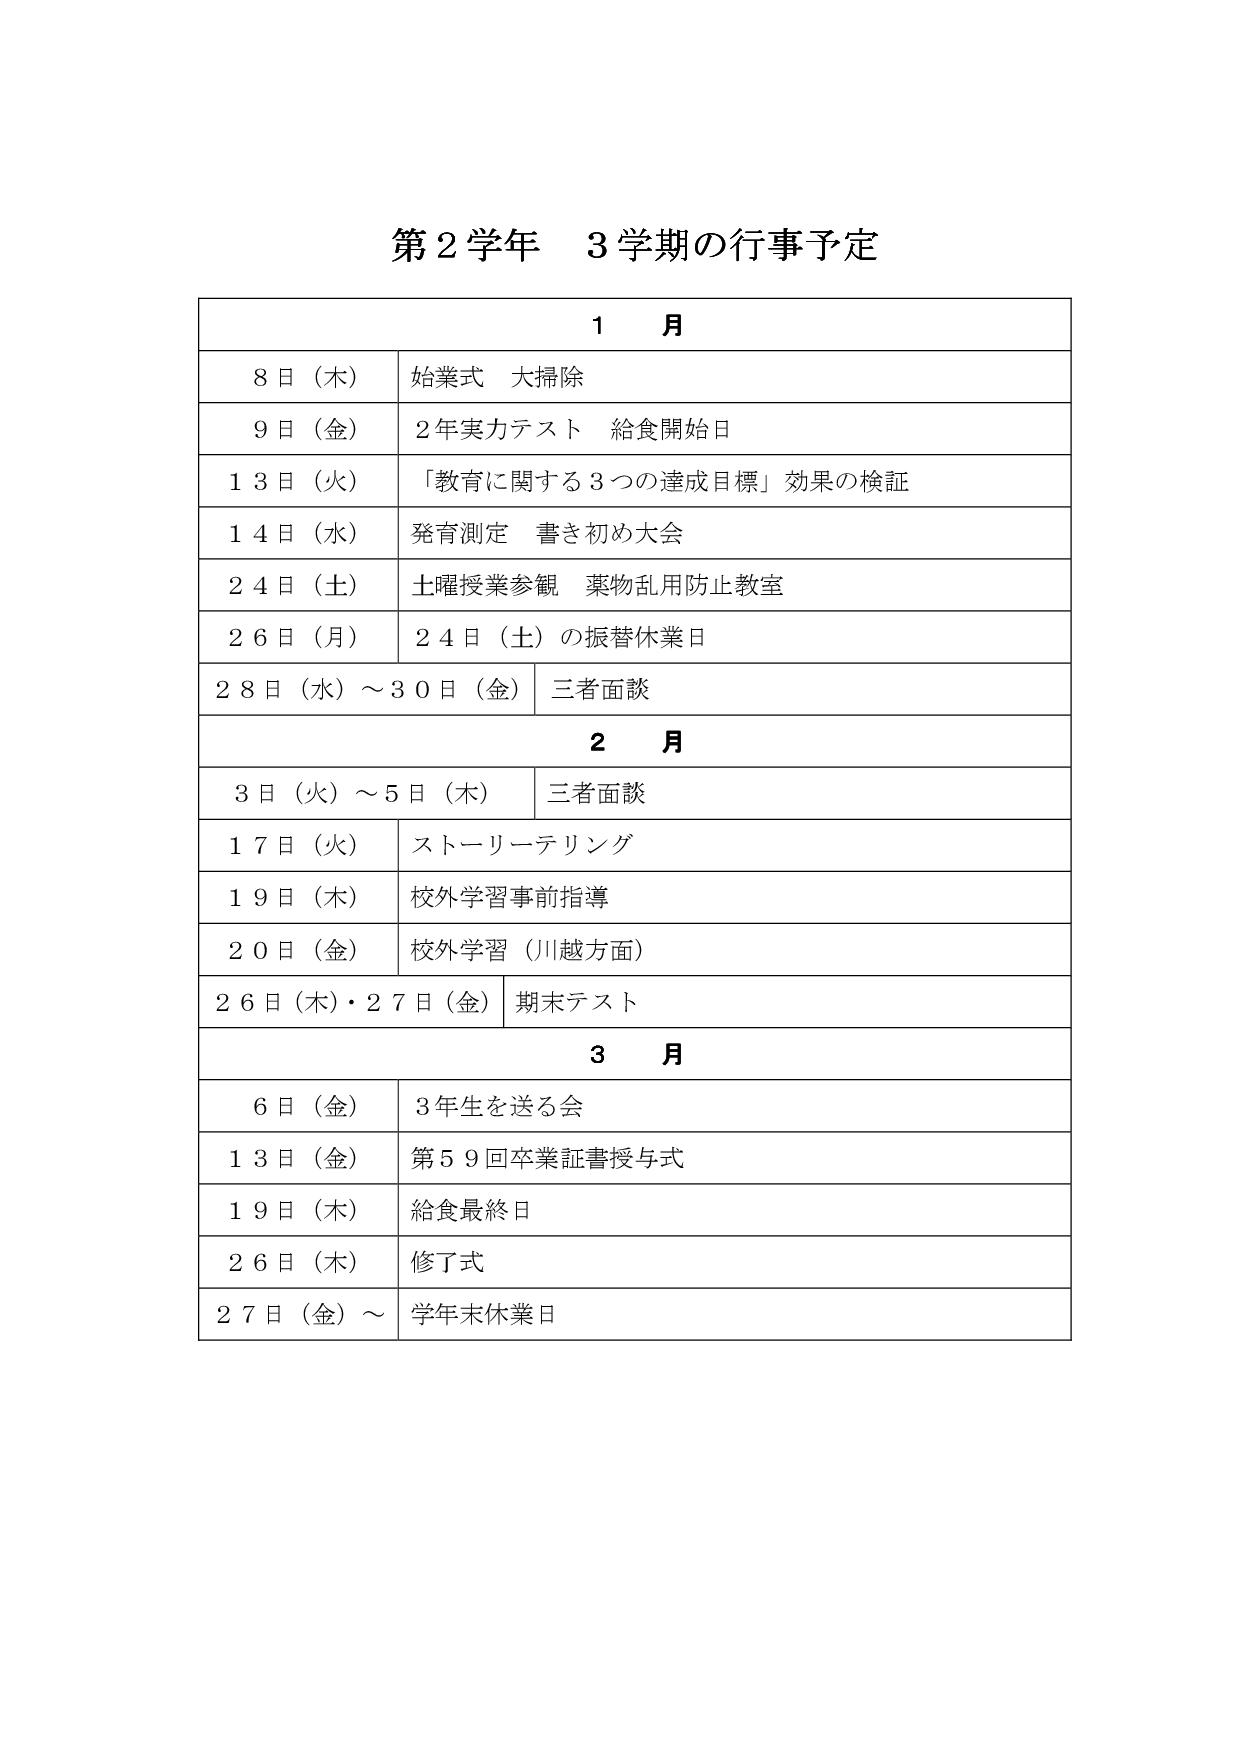 第２学年　３学期の行事予定
１　　月
８日（木）　始業式　大掃除
９日（金）　２年実力テスト　給食開始日
１３日（火）　「教育に関する３つの達成目標」効果の検証
１４日（水）　発育測定　書き初め大会
２４日（土）　土曜授業参観　薬物乱用防止教室
２６日（月）　２４日（土）の振替休業日
２８日（水）～３０日（金）　三者面談
２　　月
３日（火）～５日（木）　三者面談
１７日（火）　ストーリーテリング
１９日（木）　校外学習事前指導
２０日（金）　校外学習（川越方面）
２６日（木）・２７日（金）　期末テスト
３　　月
６日（金）　３年生を送る会
１３日（金）　第５９回卒業証書授与式
１９日（木）　給食最終日
２６日（木）　修了式
２７日（金）～　学年末休業日